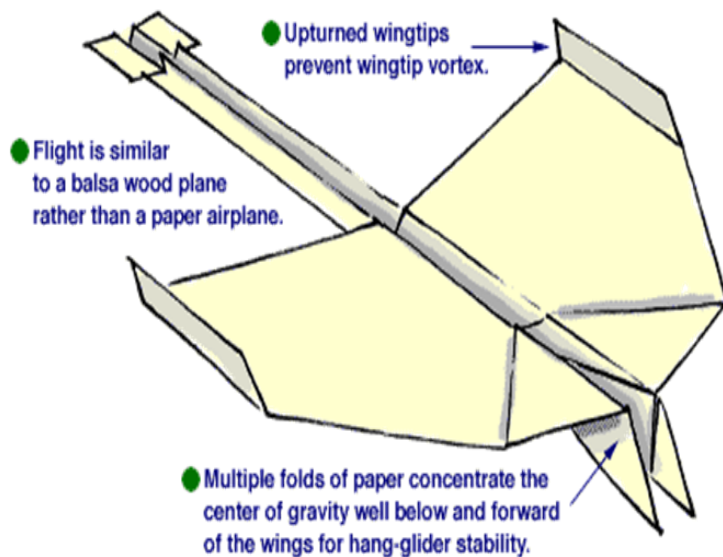 Upturned wingtips
prevent wingtip vortex.
Flight is similar
to a balsa wood plane
rather than a paper airplane.
Multiple folds of paper concentrate the
center of gravity well below and forward
of the wings for hang-glider stability.